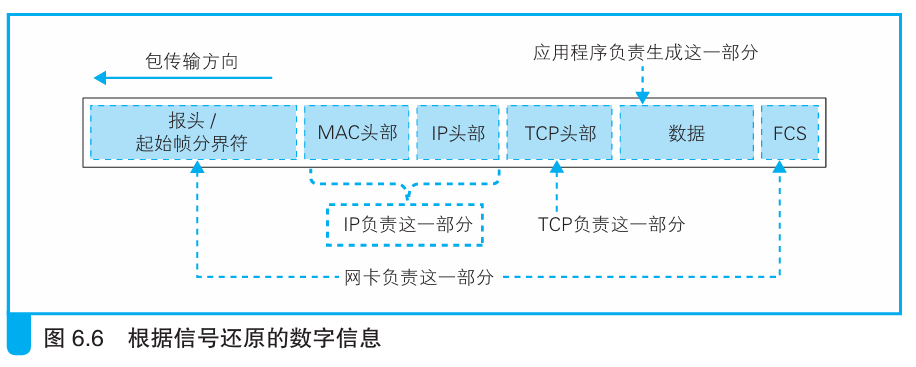 应用程序负责生成这一部分
包传输方向
报头 /
起始帧分界符
MAC头部
IP头部
TCP头部
数据
FCS
IP负责这一部分
TCP负责这一部分
网卡负责这一部分
图 6.6 根据信号还原的数字信息